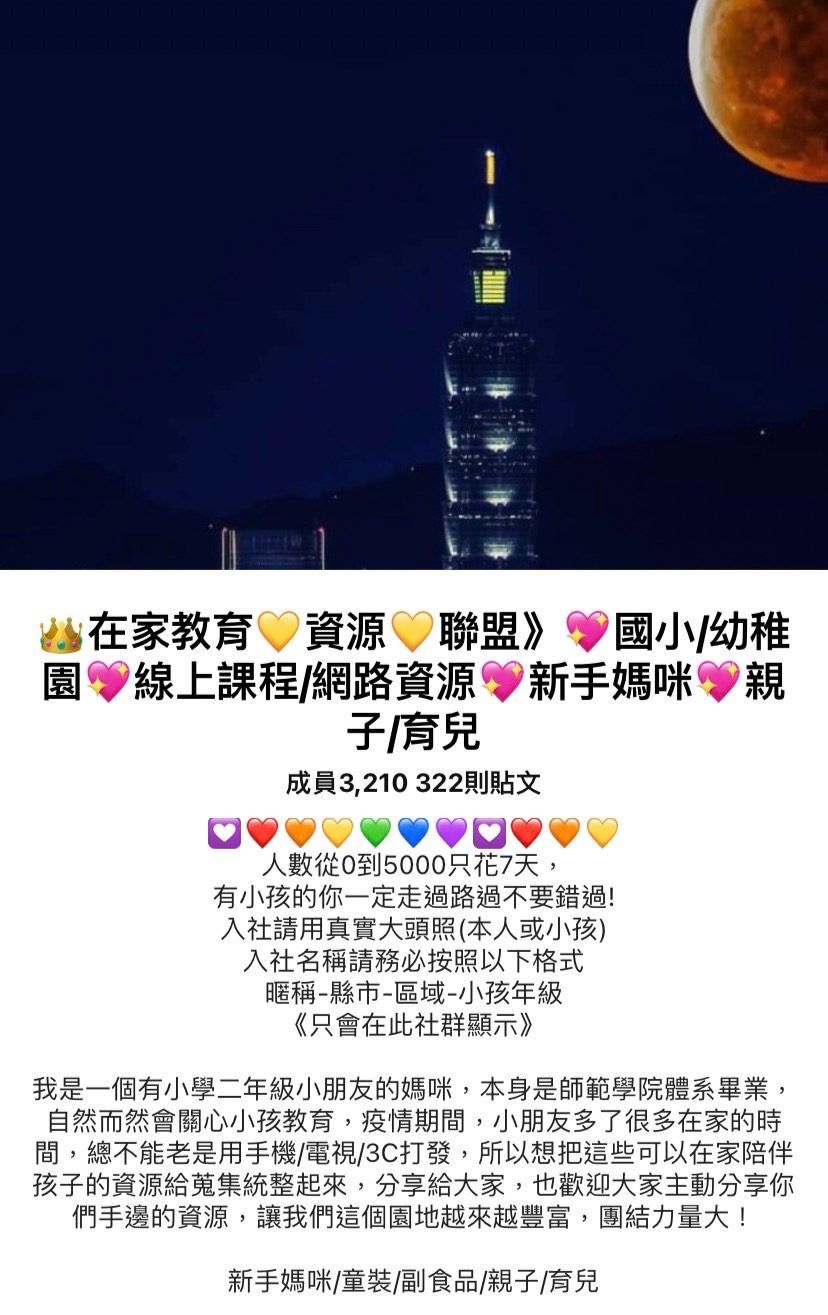 👑在家教育💛資源💛聯盟》💖國小/幼稚
園💖線上課程/網路資源💖新手媽咪💖親
子/育兒
成員3,210 322則貼文
💟❤️🧡💛💚💙💜💟❤️🧡💛
人數從0到5000只花7天，
有小孩的你一定走過路過不要錯過!
入社請用真實大頭照(本人或小孩)
入社名稱請務必按照以下格式
暱稱-縣市-區域-小孩年級
《只會在此社群顯示》
我是一個有小學二年級小朋友的媽咪，本身是師範學院體系畢業，
自然而然會關心小孩教育，疫情期間，小朋友多了很多在家的時
間，總不能老是用手機/電視/3C打發，所以想把這些可以在家陪伴
孩子的資源給蒐集統整起來，分享給大家，也歡迎大家主動分享你
們手邊的資源，讓我們這個園地越來越豐富，團結力量大！
新手媽咪/童裝/副食品/親子/育兒